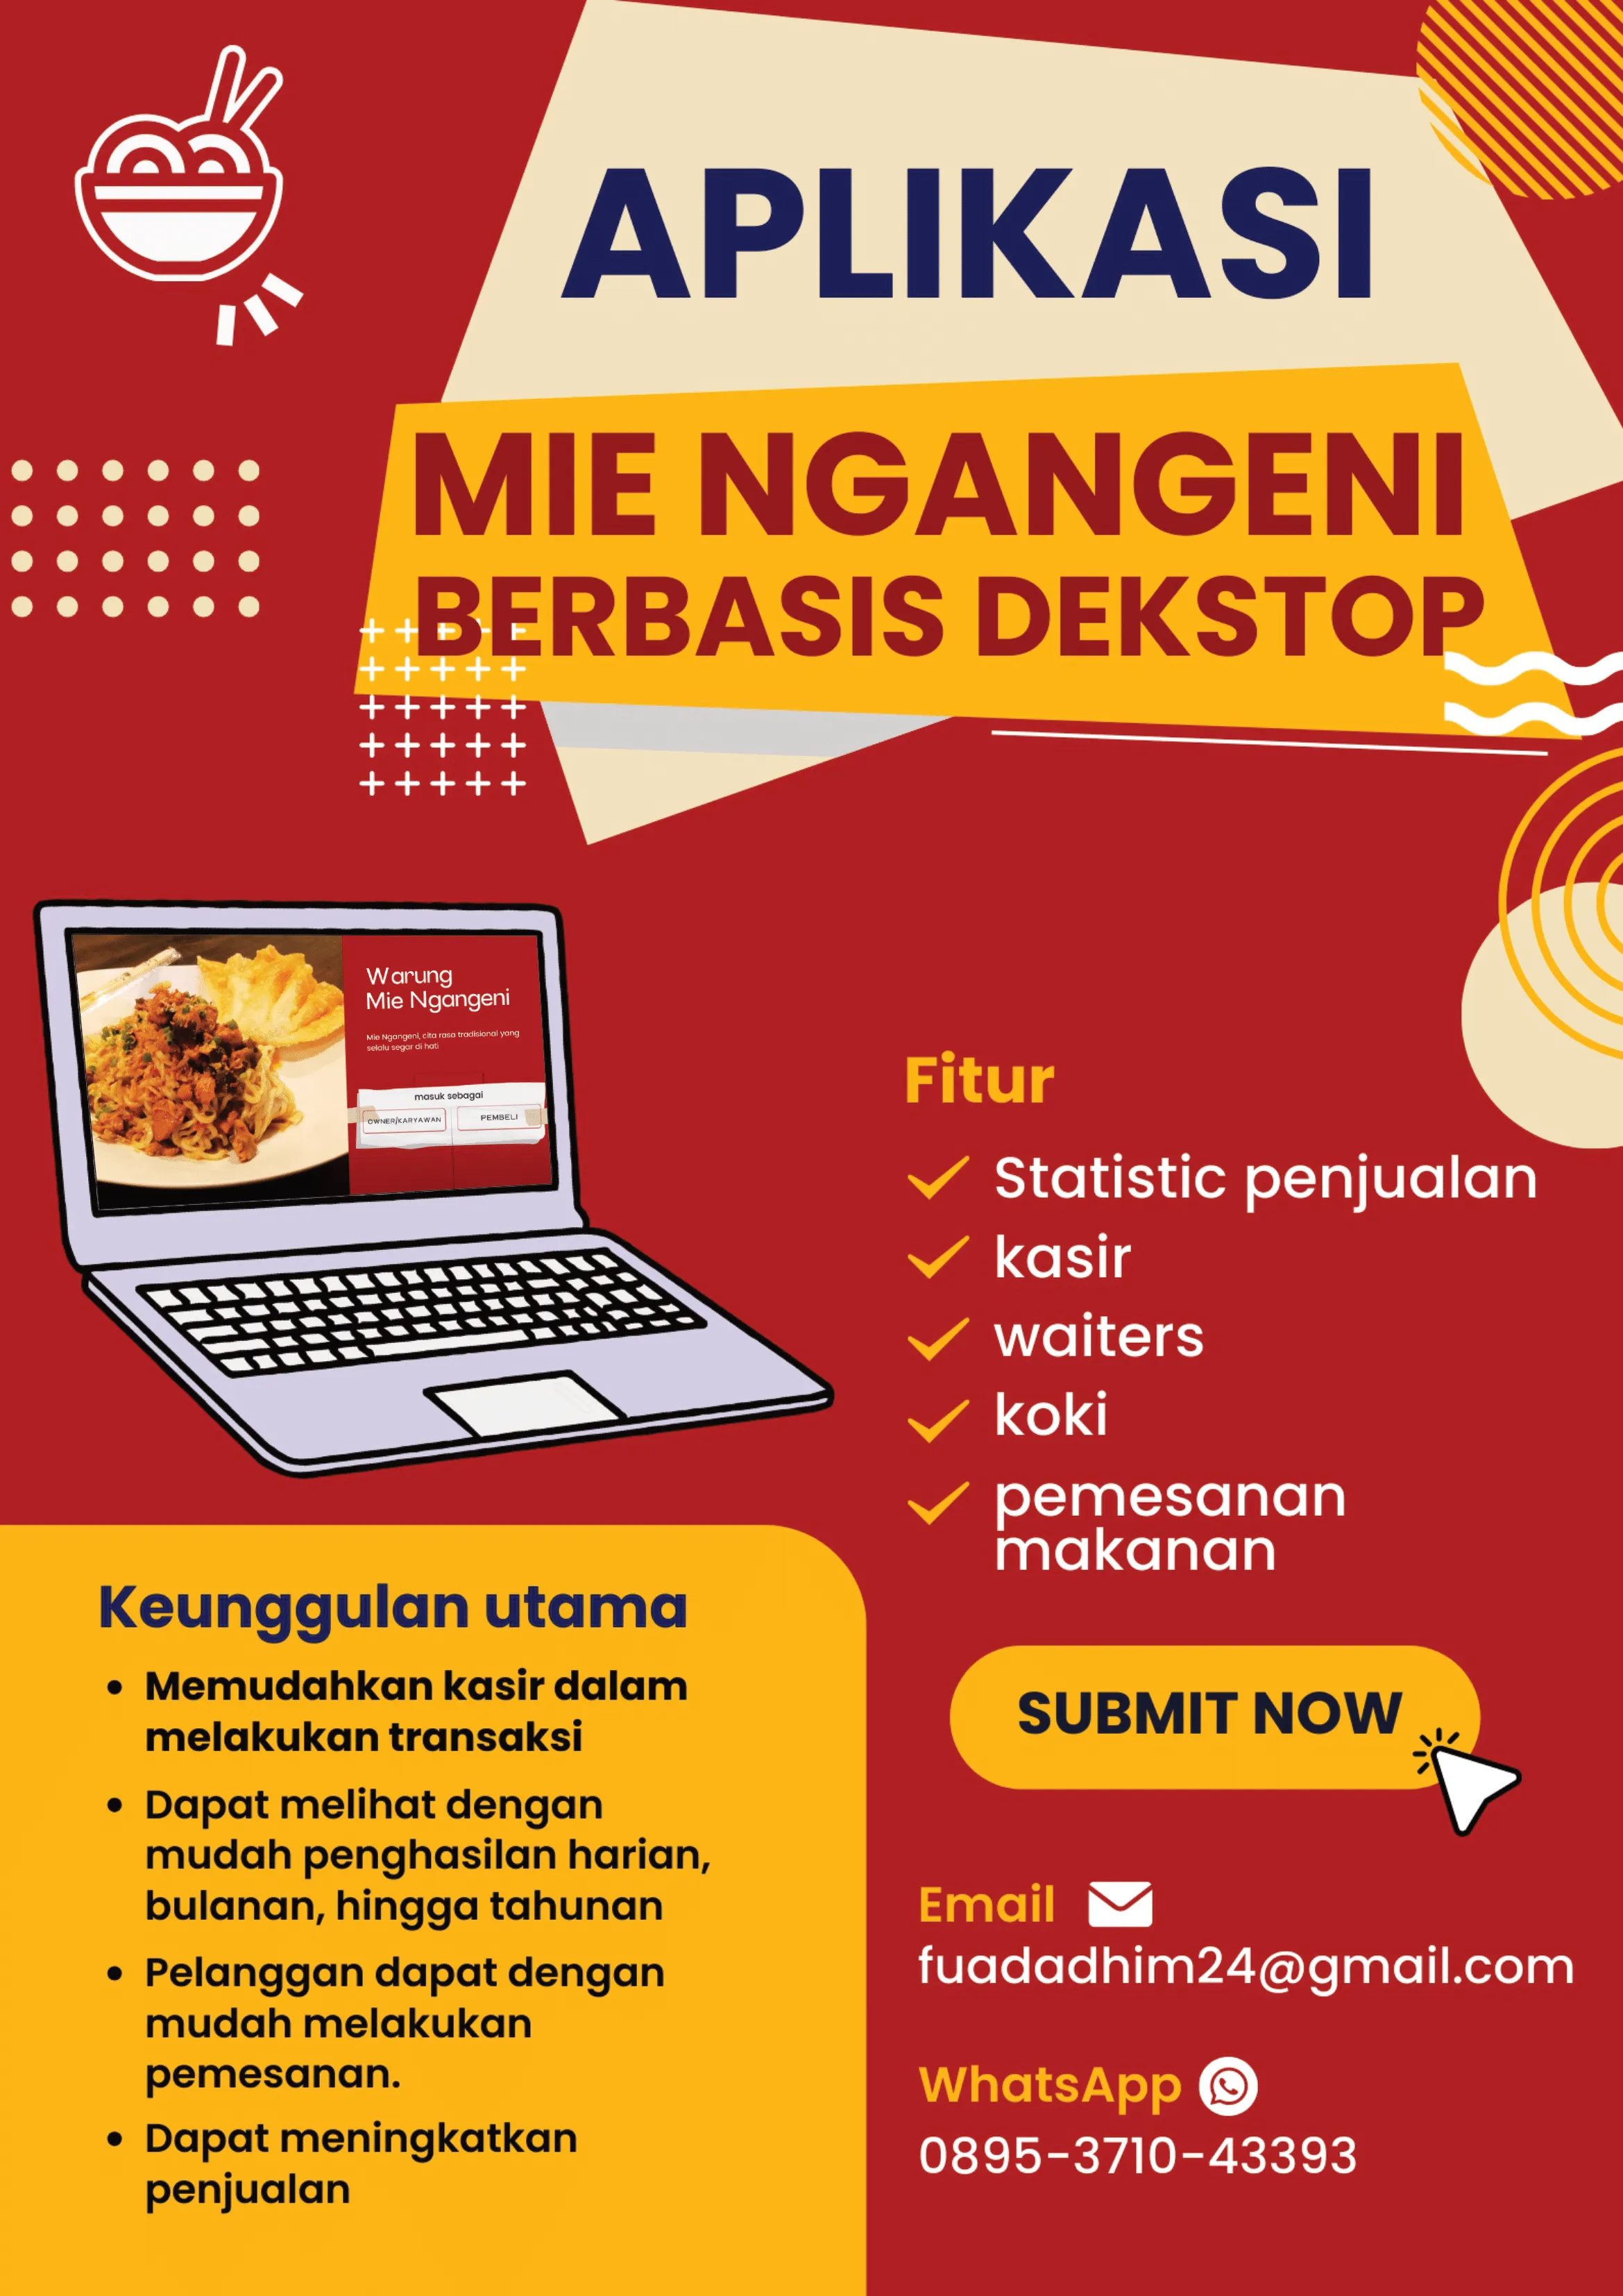 APLIKASI
MIE NGANGENI
BERBASIS DEKSTOP
Warung
Mie Ngangeni
Mie Ngangeni, cita rasa tradisional yang
selalu segar di hati
masuk sebagai
OWNER/KARYAWAN
PEMBELI
Fitur
Statistic penjualan
kasir
waiters
koki
pemesanan
makanan
Keunggulan utama
• Memudahkan kasir dalam
melakukan transaksi
• Dapat melihat dengan
mudah penghasilan harian,
bulanan, hingga tahunan
• Pelanggan dapat dengan
mudah melakukan
pemesanan.
• Dapat meningkatkan
penjualan
SUBMIT NOW
Email
fuadadhim24@gmail.com
WhatsApp
0895-3710-43393